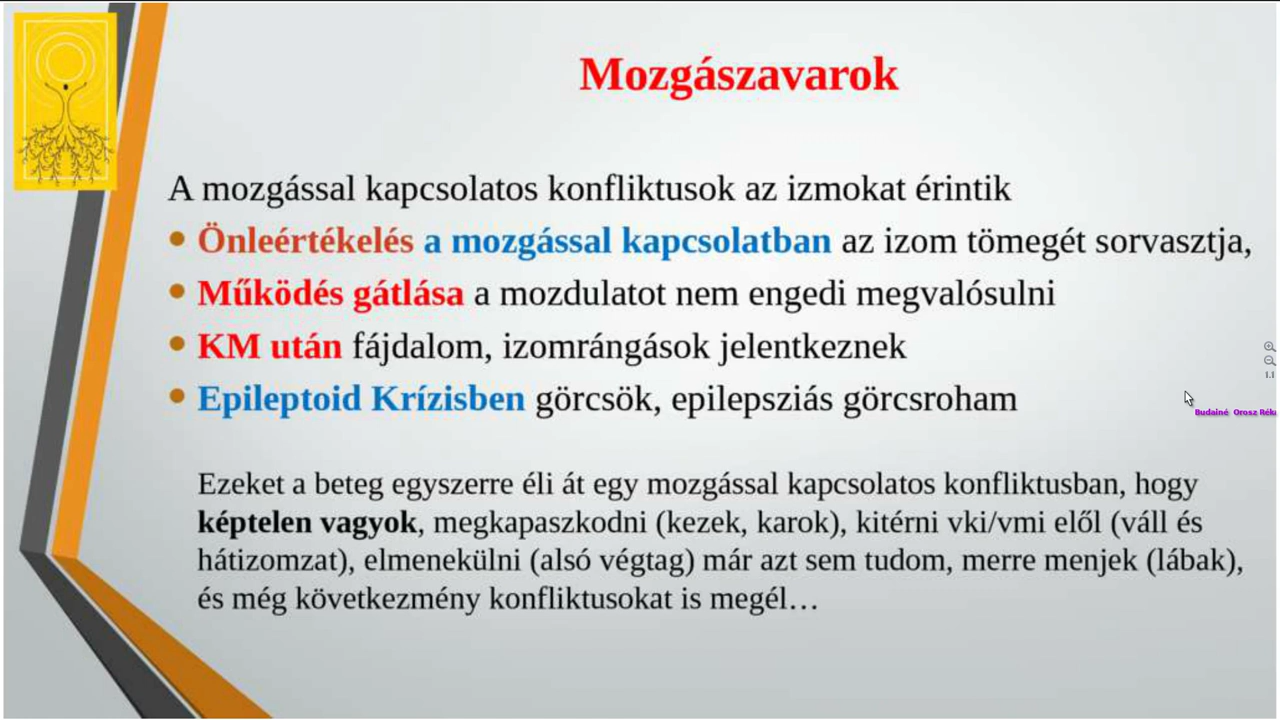 Mozgászavarok
A mozgással kapcsolatos konfliktusok az izmokat érintik
Önleértékelés a mozgással kapcsolatban az izom tömegét sorvasztja,
Működés gátlása a mozdulatot nem engedi megvalósulni
KM után fájdalom, izomrángások jelentkeznek
Epileptoid Krízisben görcsök, epilepsziás görcsroham
Ezeket a beteg egyszerre éli át egy mozgással kapcsolatos konfliktusban, hogy
képtelen vagyok, megkapaszkodni (kezek, karok), kitérni vki/vmi elől (váll és
hátizomzat), elmenekülni (alsó végtag) már azt sem tudom, merre menjek (lábak),
és még következmény konfliktusokat is megél…
Budainé Orosz